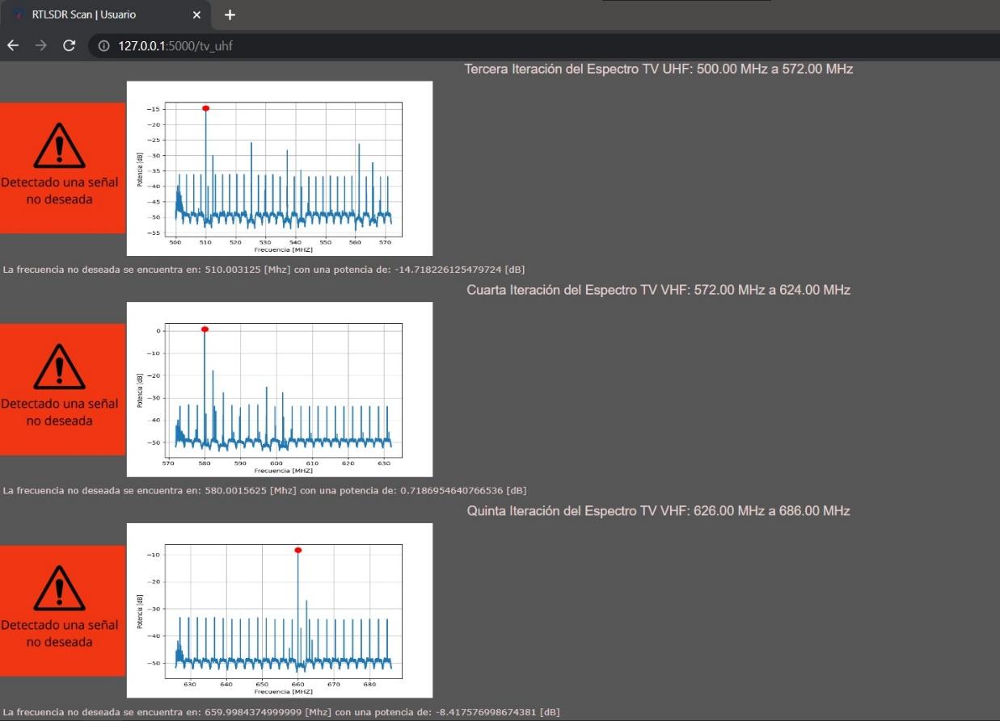 RTLSDR Scan | Usuario
127.0.0.1:5000/tv_uhf
Tercera Iteración del Espectro TV UHF: 500.00 MHz a 572.00 MHz
Detectado una señal
no deseada
Potencia [dB]
−15
−20
−25
−30
−35
−40
−45
−50
−55
500 510 520 530 540 550 560 570
Frecuencia [MHZ]
La frecuencia no deseada se encuentra en: 510.003125 [Mhz] con una potencia de: -14.718226125479724 [dB]
Cuarta Iteración del Espectro TV VHF: 572.00 MHz a 624.00 MHz
Detectado una señal
no deseada
Potencia [dB]
0
−10
−20
−30
−40
−50
570 580 590 600 610 620 630
Frecuencia [MHZ]
La frecuencia no deseada se encuentra en: 580.0015625 [Mhz] con una potencia de: 0.7186954640766536 [dB]
Quinta Iteración del Espectro TV VHF: 626.00 MHz a 686.00 MHz
Detectado una señal
no deseada
Potencia [dB]
−10
−20
−30
−40
−50
630 640 650 660 670 680
Frecuencia [MHZ]
La frecuencia no deseada se encuentra en: 659.9984374999999 [Mhz] con una potencia de: -8.417576998674381 [dB]